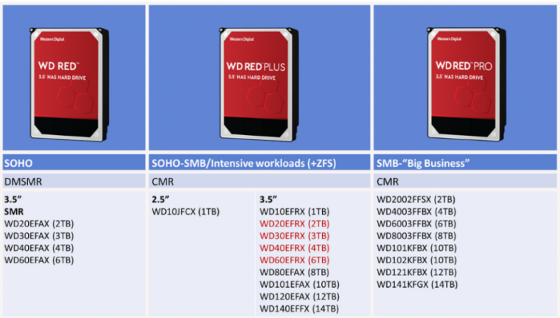 Western Digital
WD RED™
3.5" NAS HARD DRIVE
Western Digital
WD RED PLUS
3.5" NAS HARD DRIVE
Western Digital
WD RED™ PRO
3.5" NAS HARD DRIVE
SOHO
SOHO-SMB/Intensive workloads (+ZFS)
SMB-“Big Business”
DMSMR
CMR
CMR
3.5”
SMR
WD20EFAX (2TB)
WD30EFAX (3TB)
WD40EFAX (4TB)
WD60EFAX (6TB)
2.5”
WD10JFCX (1TB)
3.5”
WD10EFRX (1TB)
WD20EFRX (2TB)
WD30EFRX (3TB)
WD40EFRX (4TB)
WD60EFRX (6TB)
WD80EFAX (8TB)
WD101EFAX (10TB)
WD120EFAX (12TB)
WD140EFFX (14TB)
WD2002FFSX (2TB)
WD4003FFBX (4TB)
WD6003FFBX (6TB)
WD8003FFBX (8TB)
WD101KFBX (10TB)
WD102KFBX (10TB)
WD121KFBX (12TB)
WD141KFGX (14TB)